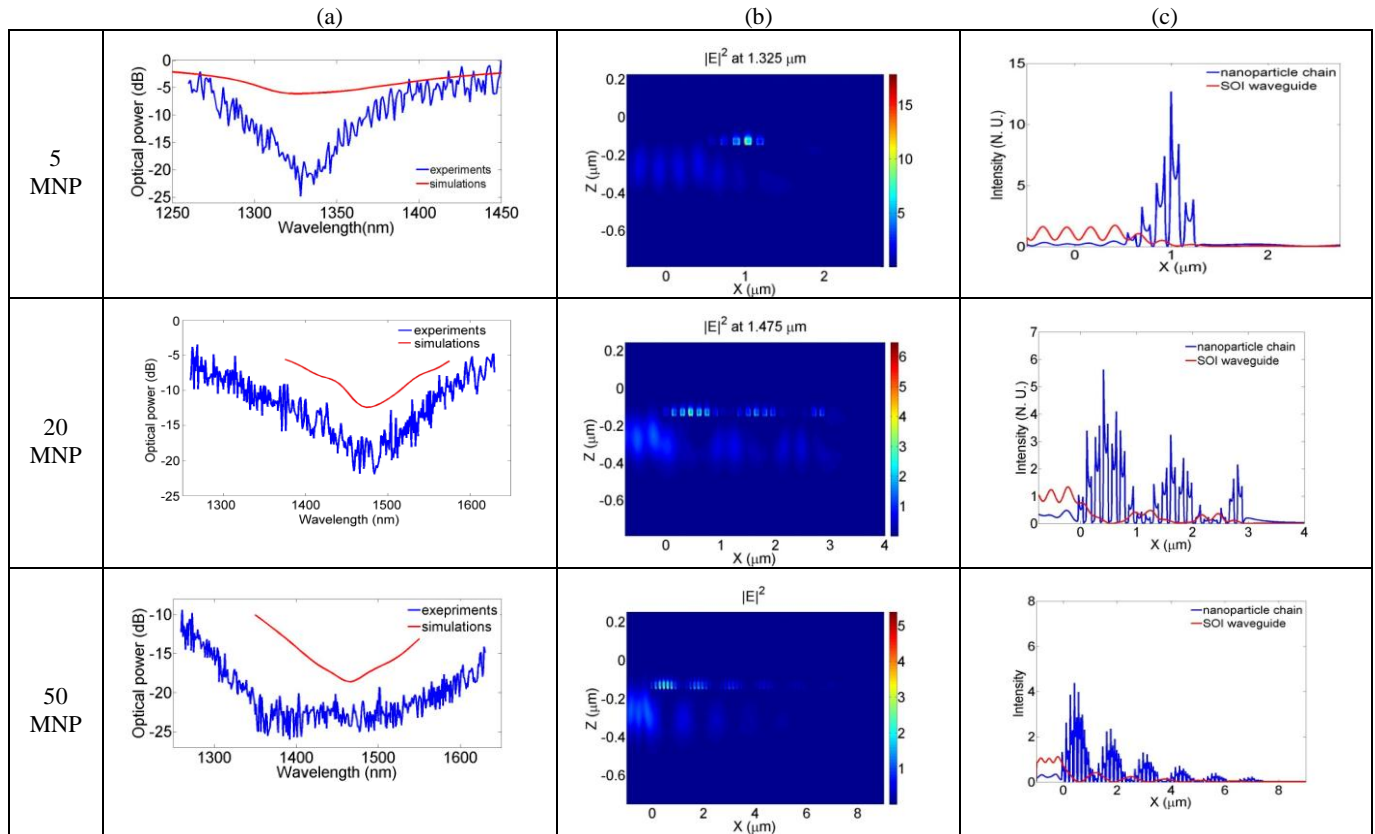 (a) (b) (c)
5
MNP
0
-5
-10
-15
-20
-25
Optical power (dB)
experiments
simulations
1250 1300 1350 1400 1450
Wavelength(nm)
|E|² at 1.325 μm
0.2
0
-0.2
-0.4
-0.6
Z (μm)
0 1 2
X (μm)
15
10
5
15
10
5
0
Intensity (N. U.)
nanoparticle chain
SOI waveguide
0 1 2
X (μm)
20
MNP
0
-5
-10
-15
-20
-25
Optical power (dB)
experiments
simulations
1300 1400 1500 1600
Wavelength (nm)
|E|² at 1.475 μm
0.2
0
-0.2
-0.4
-0.6
Z (μm)
0 1 2 3 4
X (μm)
6
5
4
3
2
1
7
6
5
4
3
2
1
0
Intensity (N. U.)
nanoparticle chain
SOI waveguide
0 1 2 3 4
X (μm)
50
MNP
-10
-15
-20
-25
Optical power (dB)
exepriments
simulations
1300 1400 1500 1600
Wavelength (nm)
|E|²
0.2
0
-0.2
-0.4
-0.6
Z (μm)
0 2 4 6 8
X (μm)
5
4
3
2
1
8
6
4
2
0
Intensity
nanoparticle chain
SOI waveguide
0 2 4 6 8
X (μm)